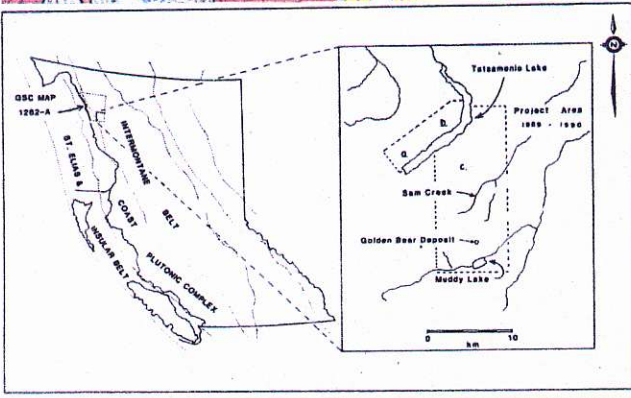 GSC MAP
1262-A
ST. ELIAS &
COAST
PLUTONIC COMPLEX
INTERMONTANE
BELT
INSULAR BELT
Tatsamenie Lake
Project Area
1989 - 1990
a.
b.
c.
Sam Creek
Golden Bear Deposit
Muddy Lake
0 10
km
N